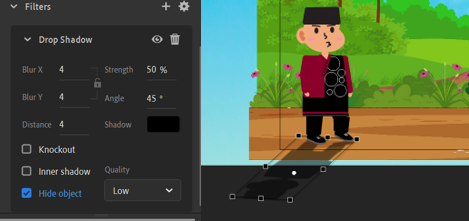 Filters
Drop Shadow
Blur X 4 Strength 50 %
Blur Y 4 Angle 45 °
Distance 4 Shadow
Knockout
Inner shadow Quality
Hide object Low